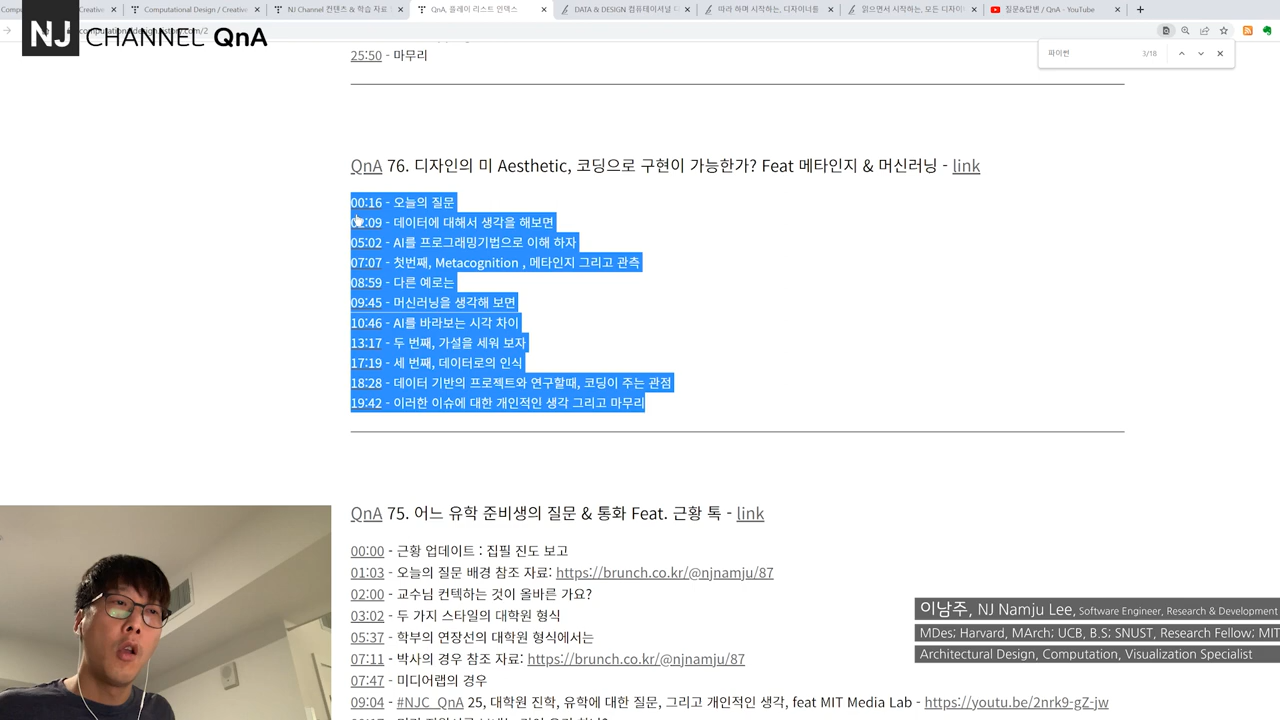 Computational Design / Creative
NJ Channel 컨텐츠 & 학습 자료
QnA, 플레이 리스트 인덱스
DATA & DESIGN 컴퓨테이셔널 디
따라 하며 시작하는, 디자이너를
읽으면서 시작하는, 모든 디자이
질문&답변 / QnA - YouTube
NJ CHANNEL QnA
파이썬 3/18
25:50 - 마무리
QnA 76. 디자인의 미 Aesthetic, 코딩으로 구현이 가능한가? Feat 메타인지 & 머신러닝 - link
00:16 - 오늘의 질문
02:09 - 데이터에 대해서 생각을 해보면
05:02 - AI를 프로그래밍기법으로 이해 하자
07:07 - 첫번째, Metacognition , 메타인지 그리고 관측
08:59 - 다른 예로는
09:45 - 머신러닝을 생각해 보면
10:46 - AI를 바라보는 시각 차이
13:17 - 두 번째, 가설을 세워 보자
17:19 - 세 번째, 데이터로의 인식
18:28 - 데이터 기반의 프로젝트와 연구할때, 코딩이 주는 관점
19:42 - 이러한 이슈에 대한 개인적인 생각 그리고 마무리
QnA 75. 어느 유학 준비생의 질문 & 통화 Feat. 근황 톡 - link
00:00 - 근황 업데이트 : 집필 진도 보고
01:03 - 오늘의 질문 배경 참조 자료: https://brunch.co.kr/@njnamju/87
02:00 - 교수님 컨텍하는 것이 올바른 가요?
03:02 - 두 가지 스타일의 대학원 형식
05:37 - 학부의 연장선의 대학원 형식에서는
07:11 - 박사의 경우 참조 자료: https://brunch.co.kr/@njnamju/87
07:47 - 미디어랩의 경우
09:04 - #NJC_QnA 25, 대학원 진학, 유학에 대한 질문, 그리고 개인적인 생각, feat MIT Media Lab - https://youtu.be/2nrk9-gZ-jw
이남주, NJ Namju Lee, Software Engineer, Research & Development
MDes; Harvard, MArch; UCB, B.S; SNUST, Research Fellow; MIT
Architectural Design, Computation, Visualization Specialist